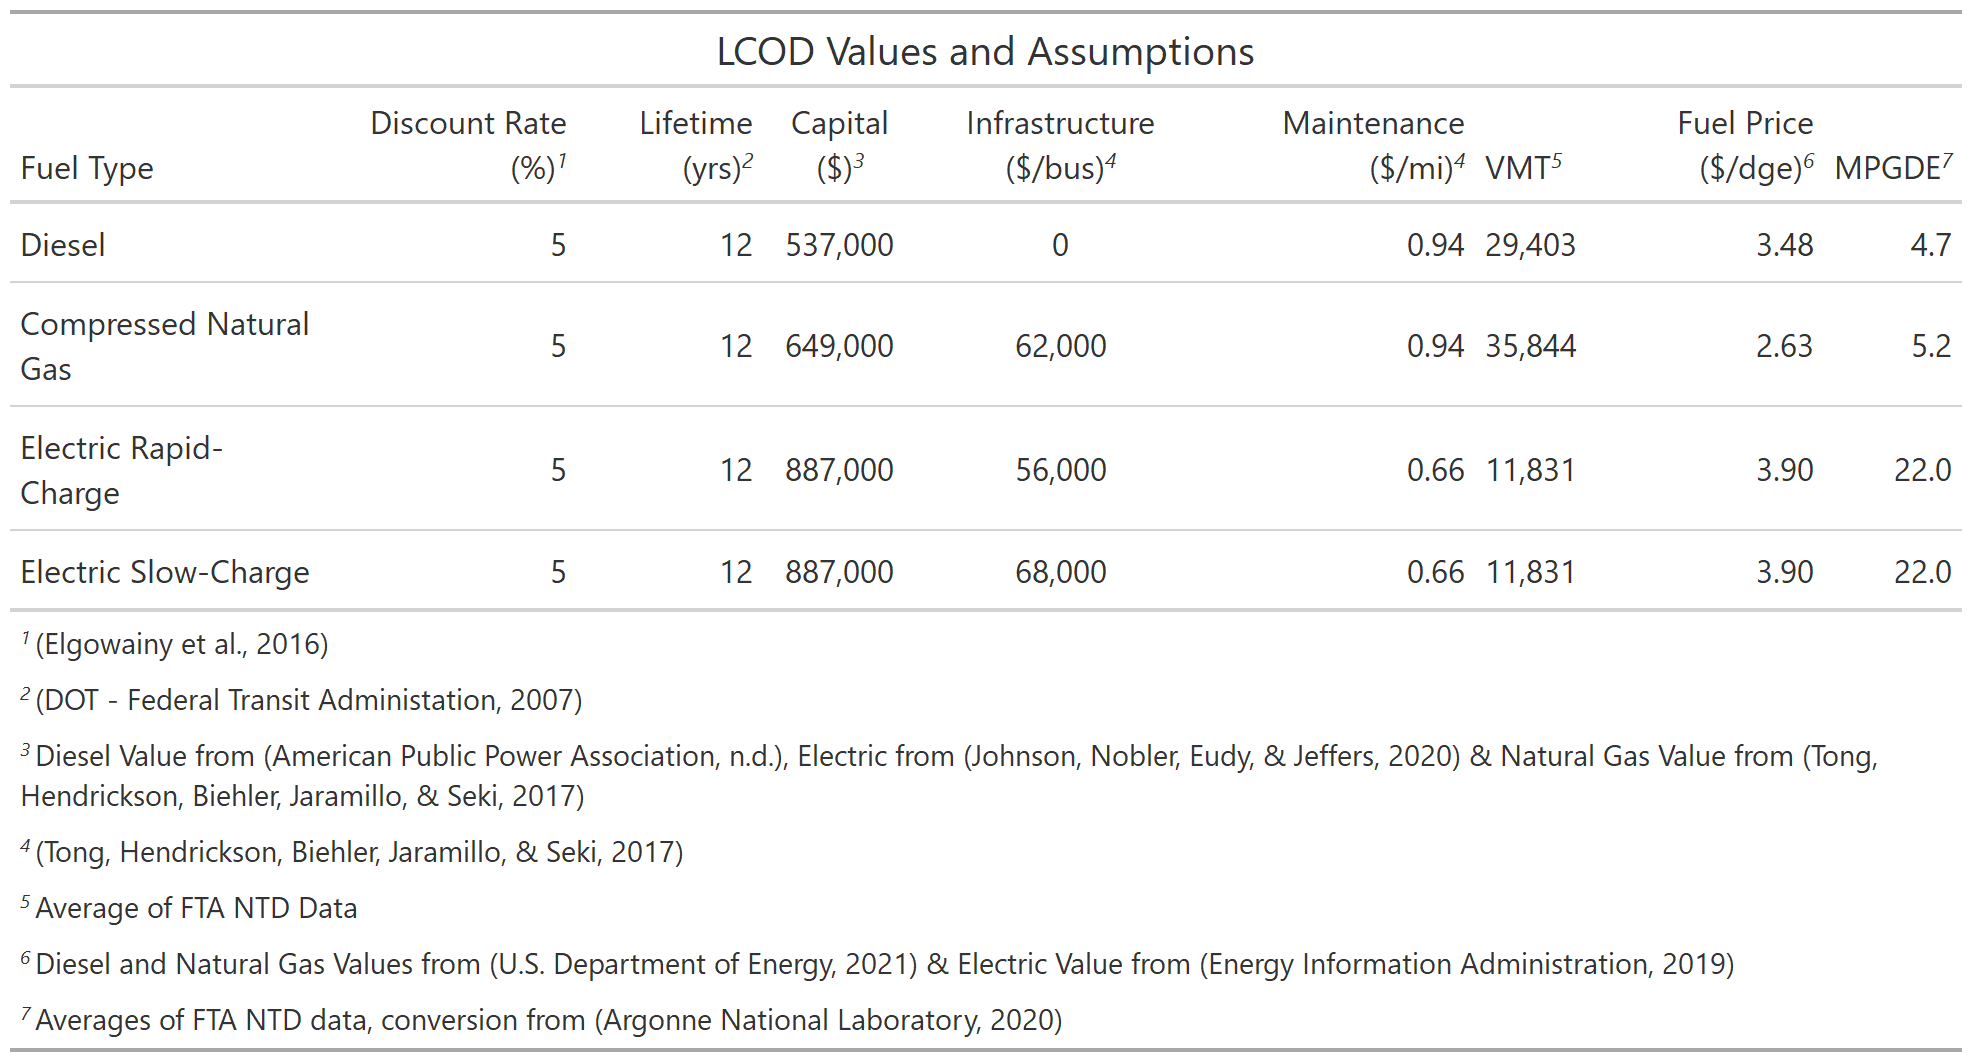 LCOD Values and Assumptions
Discount Rate Lifetime Capital Infrastructure Maintenance Fuel Price
Fuel Type (%)1 (yrs)2 ($)3 ($/bus)4 ($/mi)4 VMT5 ($/dge)6 MPGDE7
Diesel 5 12 537,000 0 0.94 29,403 3.48 4.7
Compressed Natural
Gas 5 12 649,000 62,000 0.94 35,844 2.63 5.2
Electric Rapid-
Charge 5 12 887,000 56,000 0.66 11,831 3.90 22.0
Electric Slow-Charge 5 12 887,000 68,000 0.66 11,831 3.90 22.0
1 (Elgowainy et al., 2016)
2 (DOT - Federal Transit Administation, 2007)
3 Diesel Value from (American Public Power Association, n.d.), Electric from (Johnson, Nobler, Eudy, & Jeffers, 2020) & Natural Gas Value from (Tong,
Hendrickson, Biehler, Jaramillo, & Seki, 2017)
4 (Tong, Hendrickson, Biehler, Jaramillo, & Seki, 2017)
5 Average of FTA NTD Data
6 Diesel and Natural Gas Values from (U.S. Department of Energy, 2021) & Electric Value from (Energy Information Administration, 2019)
7 Averages of FTA NTD data, conversion from (Argonne National Laboratory, 2020)